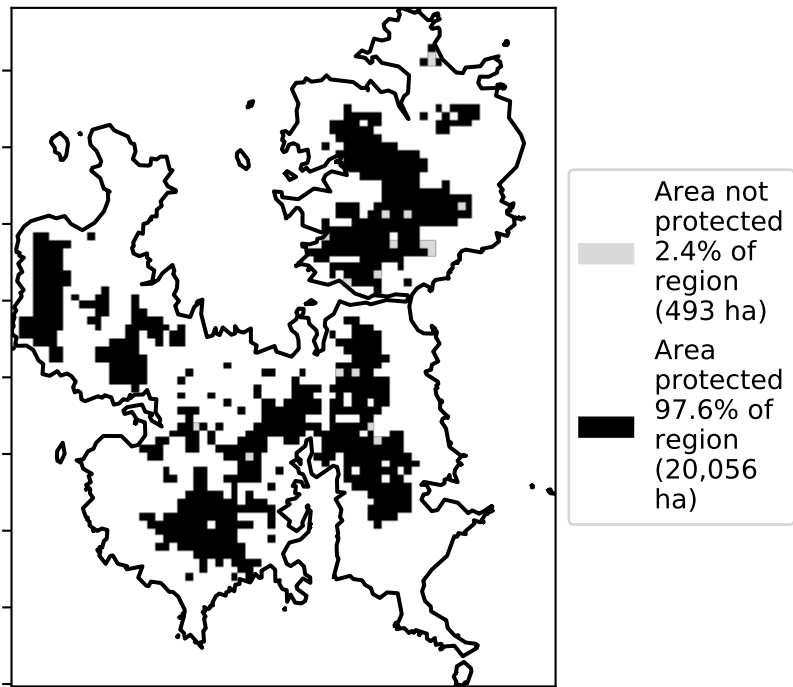 Area not
protected
2.4% of
region
(493 ha)
Area
protected
97.6% of
region
(20,056
ha)